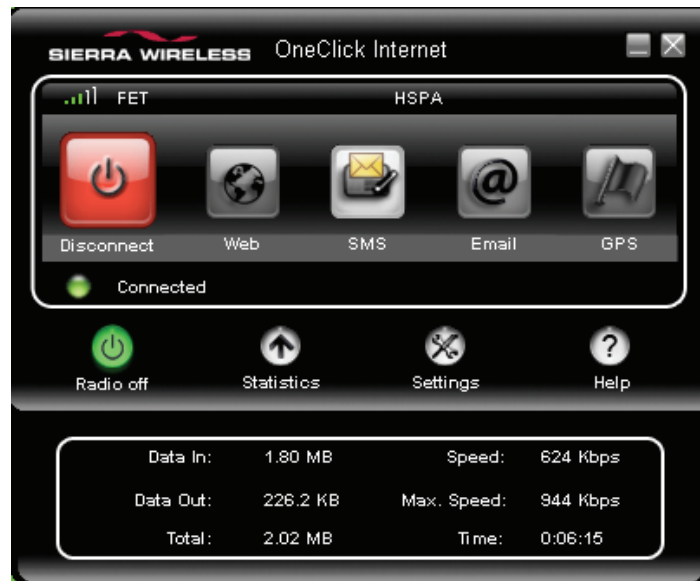 SIERRA WIRELESS OneClick Internet
FET HSPA
Disconnect Web SMS Email GPS
Connected
Radio off Statistics Settings Help
Data In: 1.80 MB Speed: 624 Kbps
Data Out: 226.2 KB Max. Speed: 944 Kbps
Total: 2.02 MB Time: 0:06:15